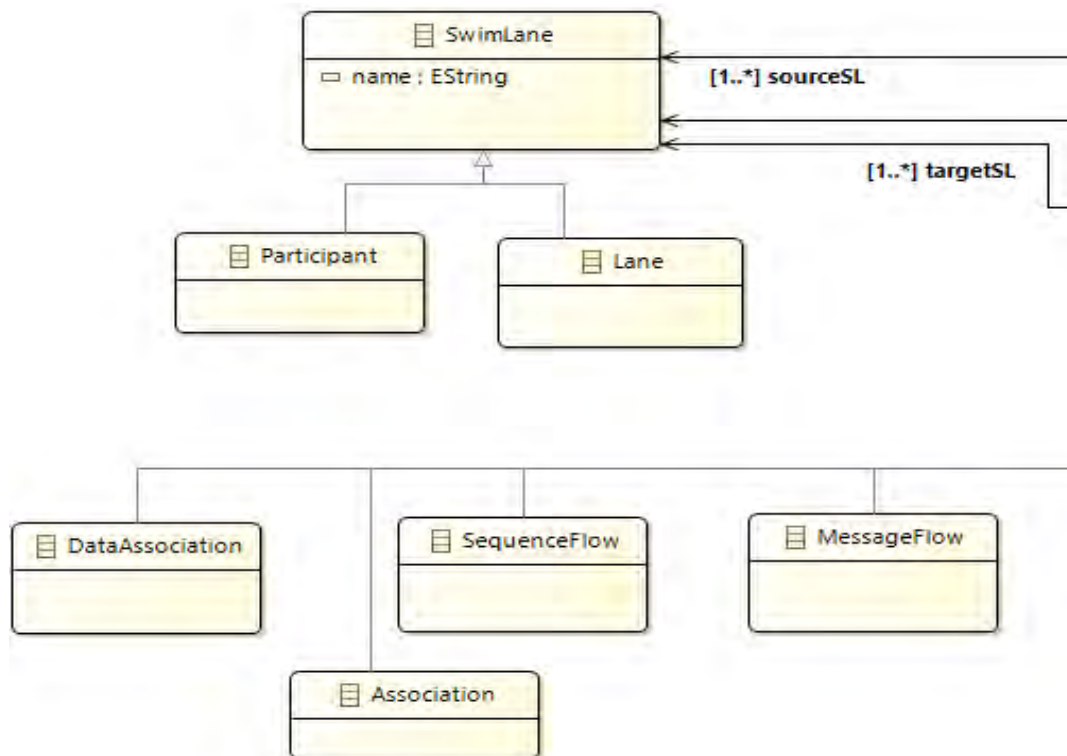 SwimLane
name : EString
[1..*] sourceSL
[1..*] targetSL
Participant
Lane
DataAssociation
SequenceFlow
MessageFlow
Association